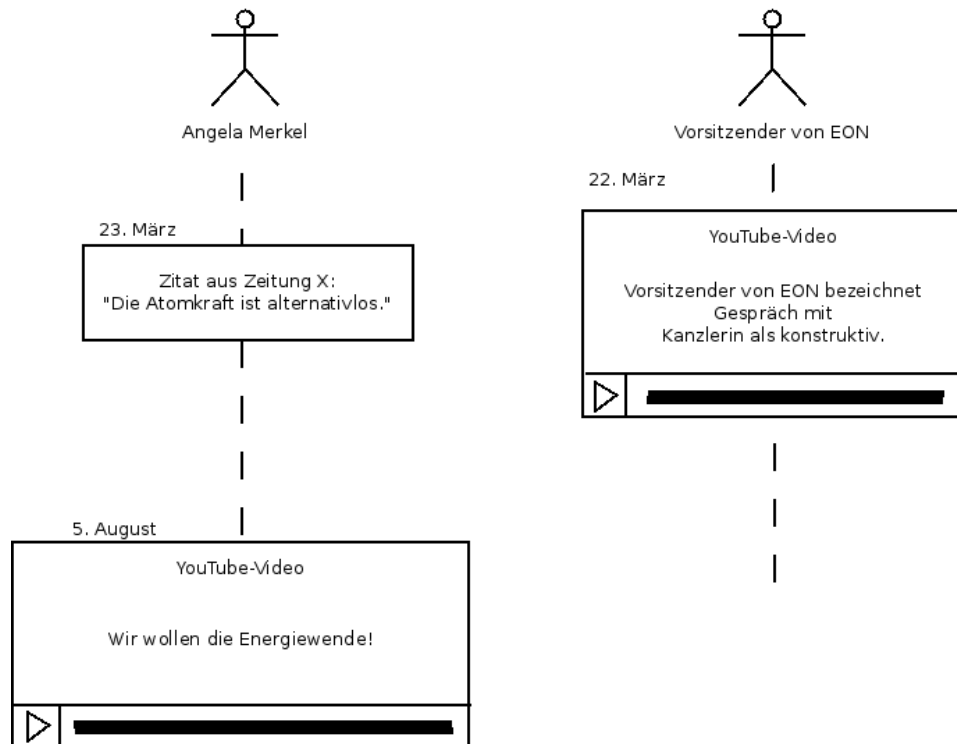 Angela Merkel
23. März
Zitat aus Zeitung X:
"Die Atomkraft ist alternativlos."
5. August
YouTube-Video
Wir wollen die Energiewende!
Vorsitzender von EON
22. März
YouTube-Video
Vorsitzender von EON bezeichnet
Gespräch mit
Kanzlerin als konstruktiv.